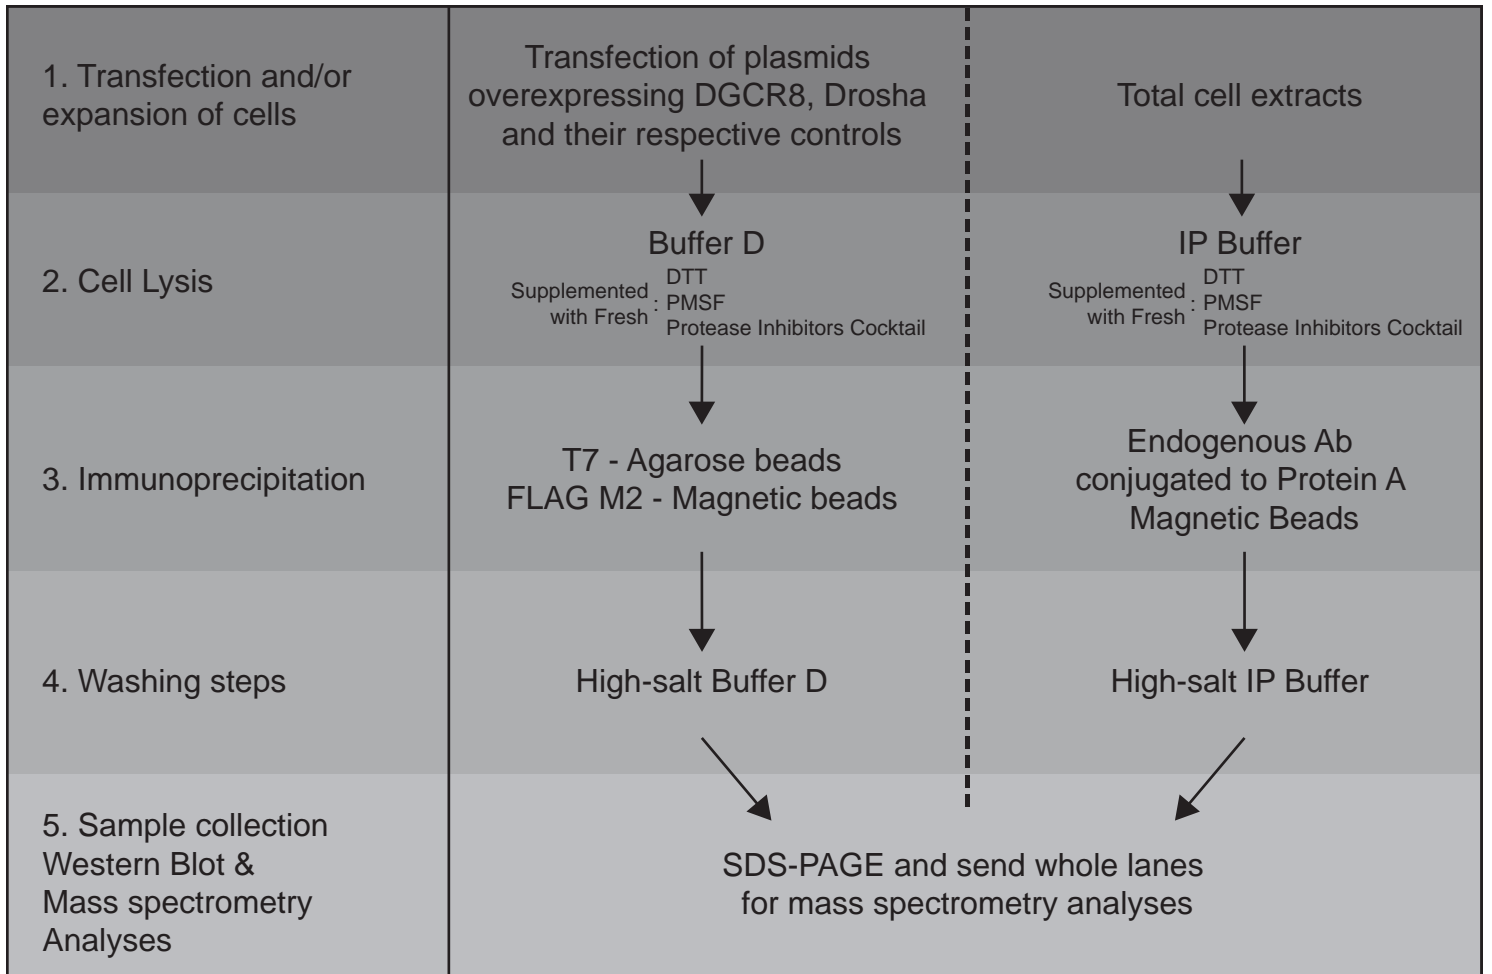 1. Transfection and/or
expansion of cells
Transfection of plasmids
overexpressing DGCR8, Drosha
and their respective controls
Total cell extracts
2. Cell Lysis
Buffer D
Supplemented
with Fresh
:
DTT
PMSF
Protease Inhibitors Cocktail
IP Buffer
Supplemented
with Fresh
:
DTT
PMSF
Protease Inhibitors Cocktail
3. Immunoprecipitation
T7 - Agarose beads
FLAG M2 - Magnetic beads
Endogenous Ab
conjugated to Protein A
Magnetic Beads
4. Washing steps
High-salt Buffer D
High-salt IP Buffer
5. Sample collection
Western Blot &
Mass spectrometry
Analyses
SDS-PAGE and send whole lanes
for mass spectrometry analyses